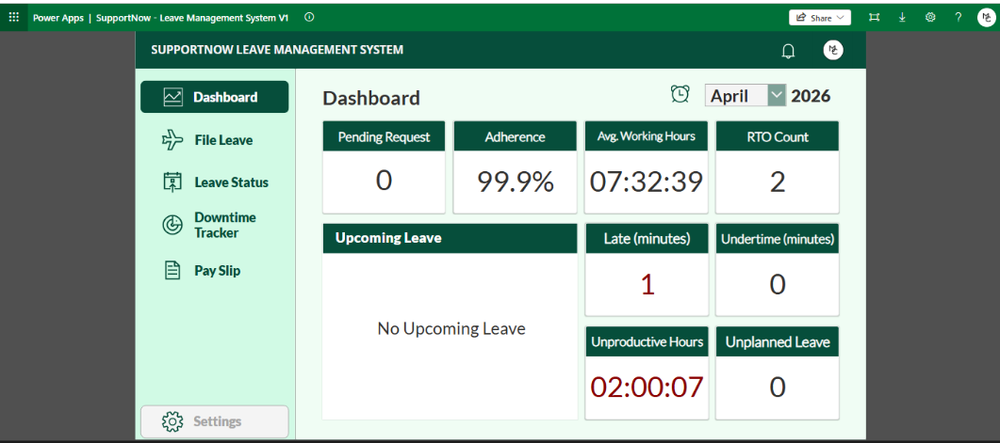 Power Apps | SupportNow - Leave Management System V1
Share
?
SUPPORTNOW LEAVE MANAGEMENT SYSTEM
Dashboard
File Leave
Leave Status
Downtime
Tracker
Pay Slip
Settings
Dashboard
April 2026
Pending Request
0
Adherence
99.9%
Avg. Working Hours
07:32:39
RTO Count
2
Upcoming Leave
No Upcoming Leave
Late (minutes)
1
Undertime (minutes)
0
Unproductive Hours
02:00:07
Unplanned Leave
0